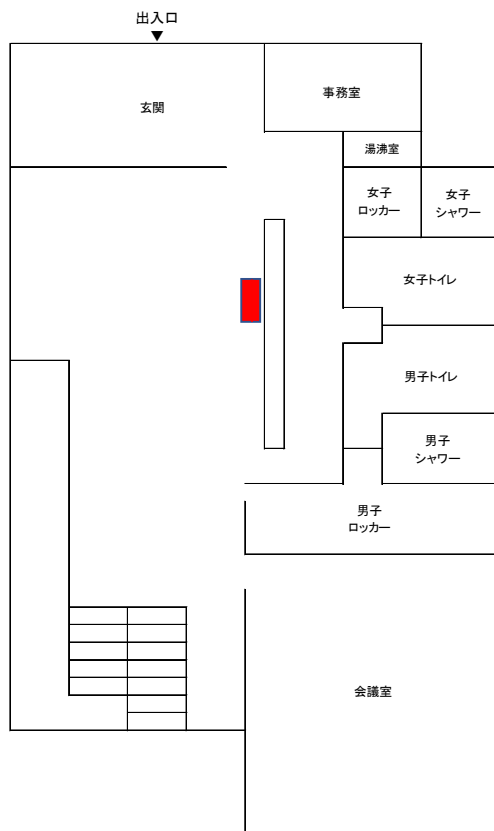 出入口
▼
玄関
事務室
湯沸室
女子
ロッカー
女子
シャワー
女子トイレ
男子トイレ
男子
シャワー
男子
ロッカー
会議室